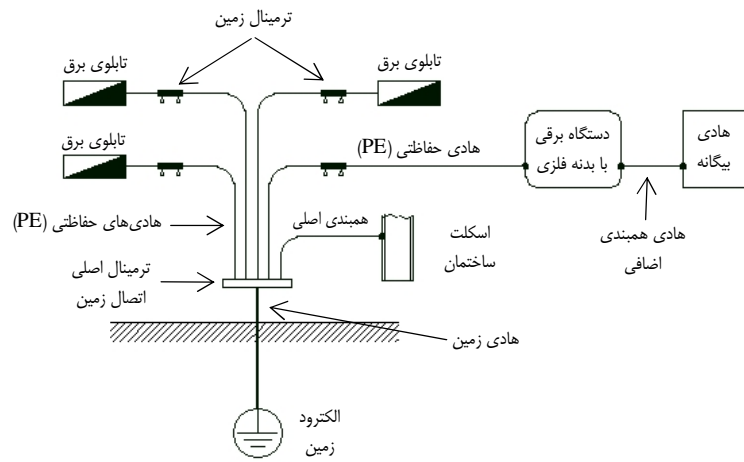 ترمینال زمین
تابلوی برق
تابلوی برق
تابلوی برق
هادی حفاظتی (PE)
دستگاه برقی
با بدنه فلزی
هادی
بیگانه
هادی‌های حفاظتی (PE)
همبندی اصلی
اسکلت
ساختمان
هادی همبندی
اضافی
ترمینال اصلی
اتصال زمین
هادی زمین
الکترود
زمین